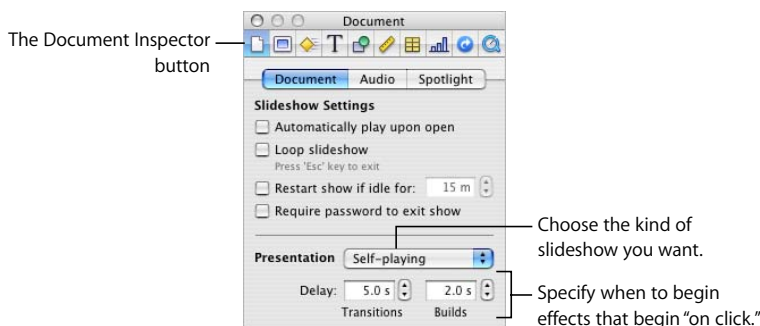 Document
The Document Inspector
button
T
Document Audio Spotlight
Slideshow Settings
Automatically play upon open
Loop slideshow
Press 'Esc' key to exit
Restart show if idle for: 15 m
Require password to exit show
Choose the kind of
slideshow you want.
Presentation Self-playing
Delay: 5.0 s 2.0 s
Transitions Builds
Specify when to begin
effects that begin “on click.”